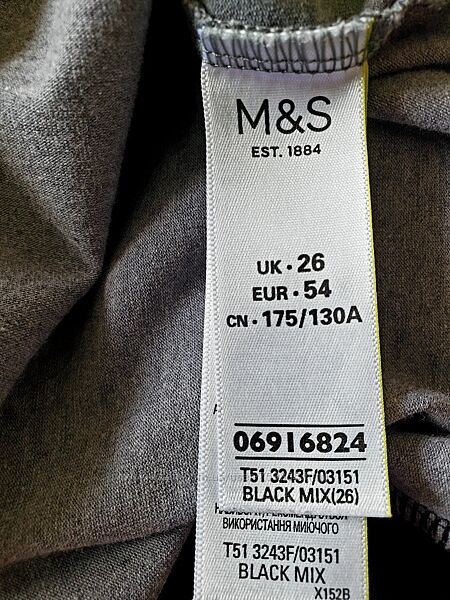 M&S
EST. 1884
UK • 26
EUR • 54
CN • 175/130A
06916824
T51 3243F/03151
BLACK MIX(26)
ВИКОРИСТАННЯ МИЮЧОГО
T51 3243F/03151
BLACK MIX
X152B